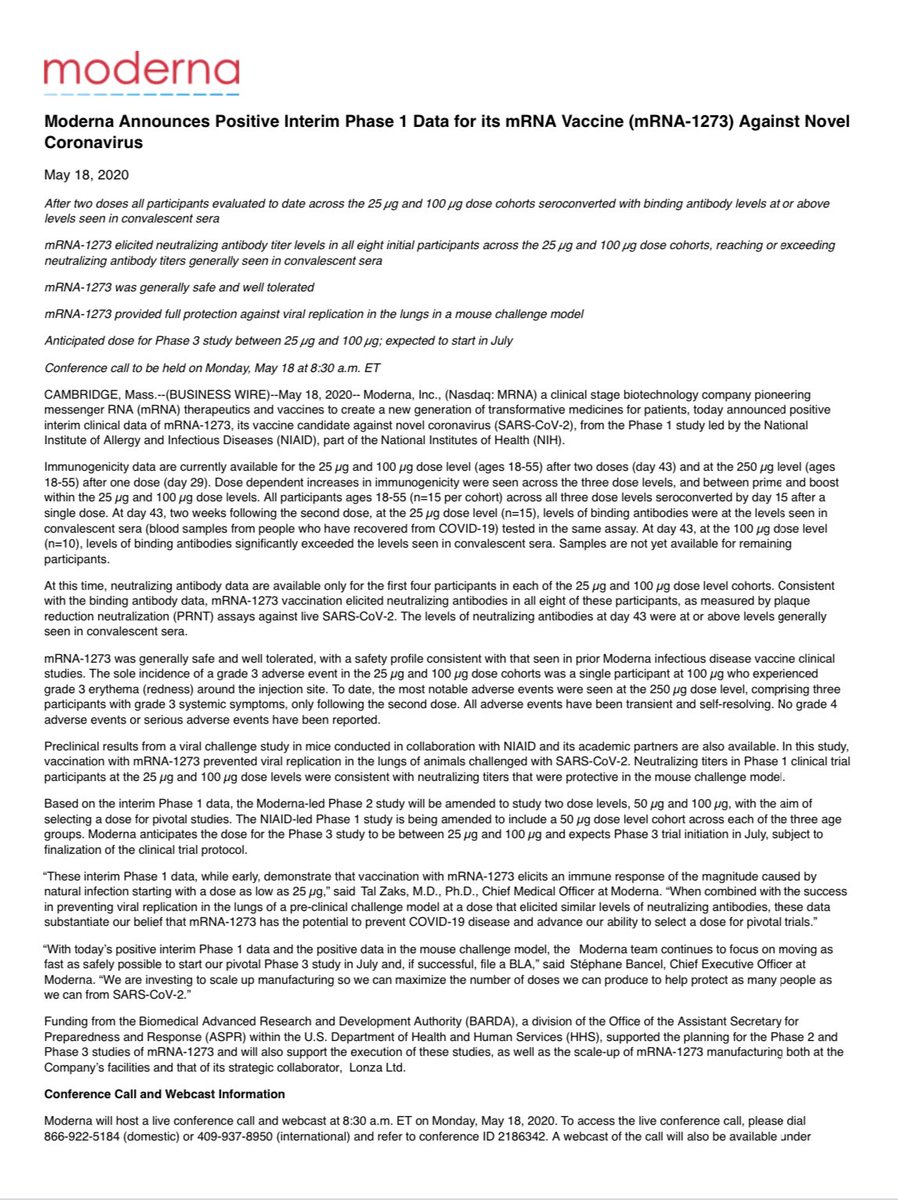 moderna
Moderna Announces Positive Interim Phase 1 Data for its mRNA Vaccine (mRNA-1273) Against Novel
Coronavirus
May 18, 2020
After two doses all participants evaluated to date across the 25 µg and 100 µg dose cohorts seroconverted with binding antibody levels at or above
levels seen in convalescent sera
mRNA-1273 elicited neutralizing antibody titer levels in all eight initial participants across the 25 µg and 100 µg dose cohorts, reaching or exceeding
neutralizing antibody titers generally seen in convalescent sera
mRNA-1273 was generally safe and well tolerated
mRNA-1273 provided full protection against viral replication in the lungs in a mouse challenge model
Anticipated dose for Phase 3 study between 25 µg and 100 µg; expected to start in July
Conference call to be held on Monday, May 18 at 8:30 a.m. ET
CAMBRIDGE, Mass.--(BUSINESS WIRE)--May 18, 2020-- Moderna, Inc., (Nasdaq: MRNA) a clinical stage biotechnology company pioneering
messenger RNA (mRNA) therapeutics and vaccines to create a new generation of transformative medicines for patients, today announced positive
interim clinical data of mRNA-1273, its vaccine candidate against novel coronavirus (SARS-CoV-2), from the Phase 1 study led by the National
Institute of Allergy and Infectious Diseases (NIAID), part of the National Institutes of Health (NIH).
Immunogenicity data are currently available for the 25 µg and 100 µg dose level (ages 18-55) after two doses (day 43) and at the 250 µg level (ages
18-55) after one dose (day 29). Dose dependent increases in immunogenicity were seen across the three dose levels, and between prime and boost
within the 25 µg and 100 µg dose levels. All participants ages 18-55 (n=15 per cohort) across all three dose levels seroconverted by day 15 after a
single dose. At day 43, two weeks following the second dose, at the 25 µg dose level (n=15), levels of binding antibodies were at the levels seen in
convalescent sera (blood samples from people who have recovered from COVID-19) tested in the same assay. At day 43, at the 100 µg dose level
(n=10), levels of binding antibodies significantly exceeded the levels seen in convalescent sera. Samples are not yet available for remaining
participants.
At this time, neutralizing antibody data are available only for the first four participants in each of the 25 µg and 100 µg dose level cohorts. Consistent
with the binding antibody data, mRNA-1273 vaccination elicited neutralizing antibodies in all eight of these participants, as measured by plaque
reduction neutralization (PRNT) assays against live SARS-CoV-2. The levels of neutralizing antibodies at day 43 were at or above levels generally
seen in convalescent sera.
mRNA-1273 was generally safe and well tolerated, with a safety profile consistent with that seen in prior Moderna infectious disease vaccine clinical
studies. The sole incidence of a grade 3 adverse event in the 25 µg and 100 µg dose cohorts was a single participant at 100 µg who experienced
grade 3 erythema (redness) around the injection site. To date, the most notable adverse events were seen at the 250 µg dose level, comprising three
participants with grade 3 systemic symptoms, only following the second dose. All adverse events have been transient and self-resolving. No grade 4
adverse events or serious adverse events have been reported.
Preclinical results from a viral challenge study in mice conducted in collaboration with NIAID and its academic partners are also available. In this study,
vaccination with mRNA-1273 prevented viral replication in the lungs of animals challenged with SARS-CoV-2. Neutralizing titers in Phase 1 clinical trial
participants at the 25 µg and 100 µg dose levels were consistent with neutralizing titers that were protective in the mouse challenge model.
Based on the interim Phase 1 data, the Moderna-led Phase 2 study will be amended to study two dose levels, 50 µg and 100 µg, with the aim of
selecting a dose for pivotal studies. The NIAID-led Phase 1 study is being amended to include a 50 µg dose level cohort across each of the three age
groups. Moderna anticipates the dose for the Phase 3 study to be between 25 µg and 100 µg and expects Phase 3 trial initiation in July, subject to
finalization of the clinical trial protocol.
“These interim Phase 1 data, while early, demonstrate that vaccination with mRNA-1273 elicits an immune response of the magnitude caused by
natural infection starting with a dose as low as 25 µg,” said Tal Zaks, M.D., Ph.D., Chief Medical Officer at Moderna. “When combined with the success
in preventing viral replication in the lungs of a pre-clinical challenge model at a dose that elicited similar levels of neutralizing antibodies, these data
substantiate our belief that mRNA-1273 has the potential to prevent COVID-19 disease and advance our ability to select a dose for pivotal trials.”
“With today’s positive interim Phase 1 data and the positive data in the mouse challenge model, the Moderna team continues to focus on moving as
fast as safely possible to start our pivotal Phase 3 study in July and, if successful, file a BLA,” said Stéphane Bancel, Chief Executive Officer at
Moderna. “We are investing to scale up manufacturing so we can maximize the number of doses we can produce to help protect as many people as
we can from SARS-CoV-2.”
Funding from the Biomedical Advanced Research and Development Authority (BARDA), a division of the Office of the Assistant Secretary for
Preparedness and Response (ASPR) within the U.S. Department of Health and Human Services (HHS), supported the planning for the Phase 2 and
Phase 3 studies of mRNA-1273 and will also support the execution of these studies, as well as the scale-up of mRNA-1273 manufacturing both at the
Company’s facilities and that of its strategic collaborator, Lonza Ltd.
Conference Call and Webcast Information
Moderna will host a live conference call and webcast at 8:30 a.m. ET on Monday, May 18, 2020. To access the live conference call, please dial
866-922-5184 (domestic) or 409-937-8950 (international) and refer to conference ID 2186342. A webcast of the call will also be available under